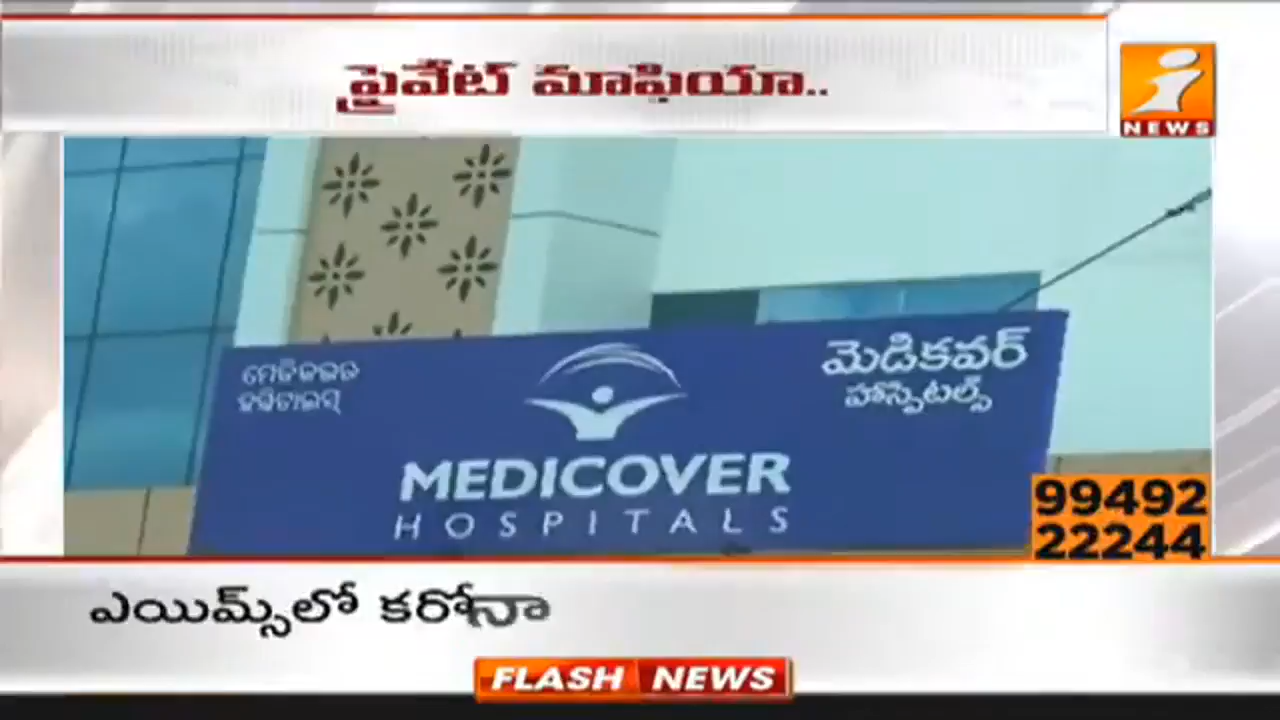 ప్రైవేట్ మాఫియా..
i
NEWS
మెడికవర్
హాస్పెటల్స్
MEDICOVER
HOSPITALS
99492
22244
ఎయిమ్స్‌లో కరోనా
FLASH NEWS